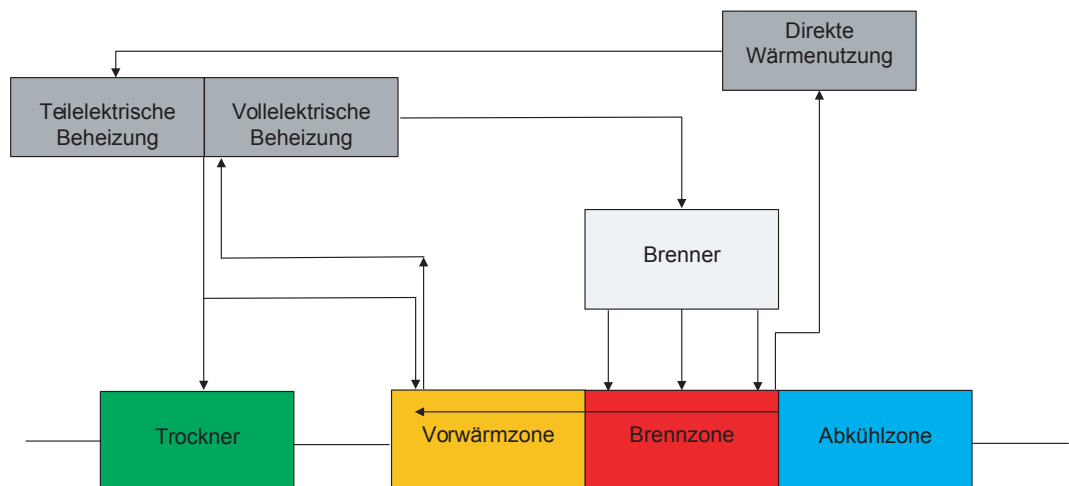 Direkte
Wärmenutzung
Teilelektrische
Beheizung
Vollelektrische
Beheizung
Brenner
Trockner
Vorwärmzone
Brennzone
Abkühlzone